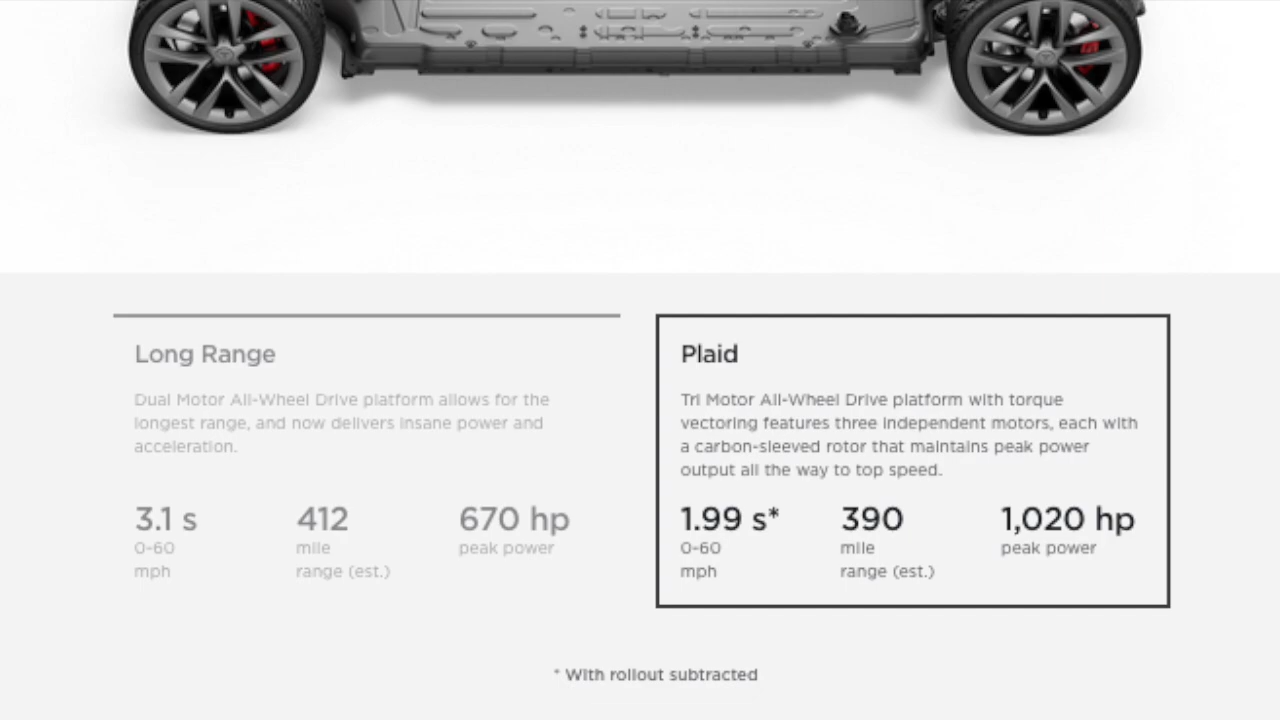 Long Range
Dual Motor All-Wheel Drive platform allows for the
longest range, and now delivers insane power and
acceleration.
3.1 s
0-60
mph
412
mile
range (est.)
670 hp
peak power
Plaid
Tri Motor All-Wheel Drive platform with torque
vectoring features three independent motors, each with
a carbon-sleeved rotor that maintains peak power
output all the way to top speed.
1.99 s*
0-60
mph
390
mile
range (est.)
1,020 hp
peak power
* With rollout subtracted